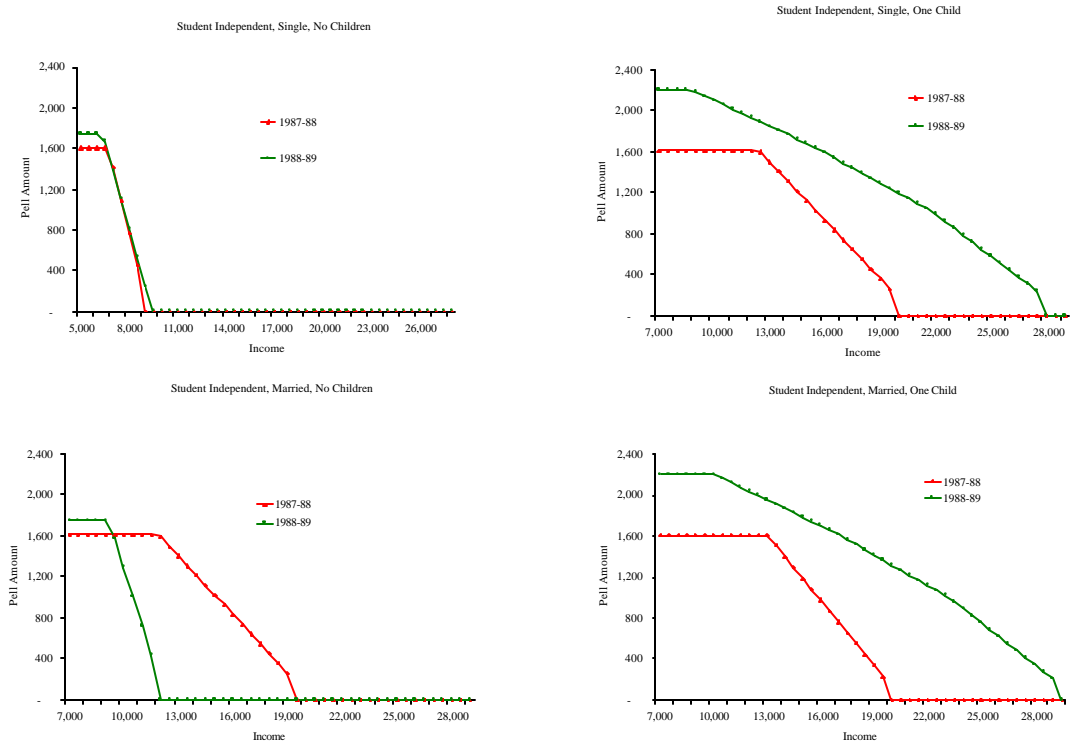 Student Independent, Single, No Children
2,400
2,000
1,600
1,200
800
400
-
Pell Amount
1987-88
1988-89
5,000 8,000 11,000 14,000 17,000 20,000 23,000 26,000
Income
Student Independent, Single, One Child
2,400
2,000
1,600
1,200
800
400
-
Pell Amount
1987-88
1988-89
7,000 10,000 13,000 16,000 19,000 22,000 25,000 28,000
Income
Student Independent, Married, No Children
2,400
2,000
1,600
1,200
800
400
-
Pell Amount
1987-88
1988-89
7,000 10,000 13,000 16,000 19,000 22,000 25,000 28,000
Income
Student Independent, Married, One Child
2,400
2,000
1,600
1,200
800
400
-
Pell Amount
1987-88
1988-89
7,000 10,000 13,000 16,000 19,000 22,000 25,000 28,000
Income